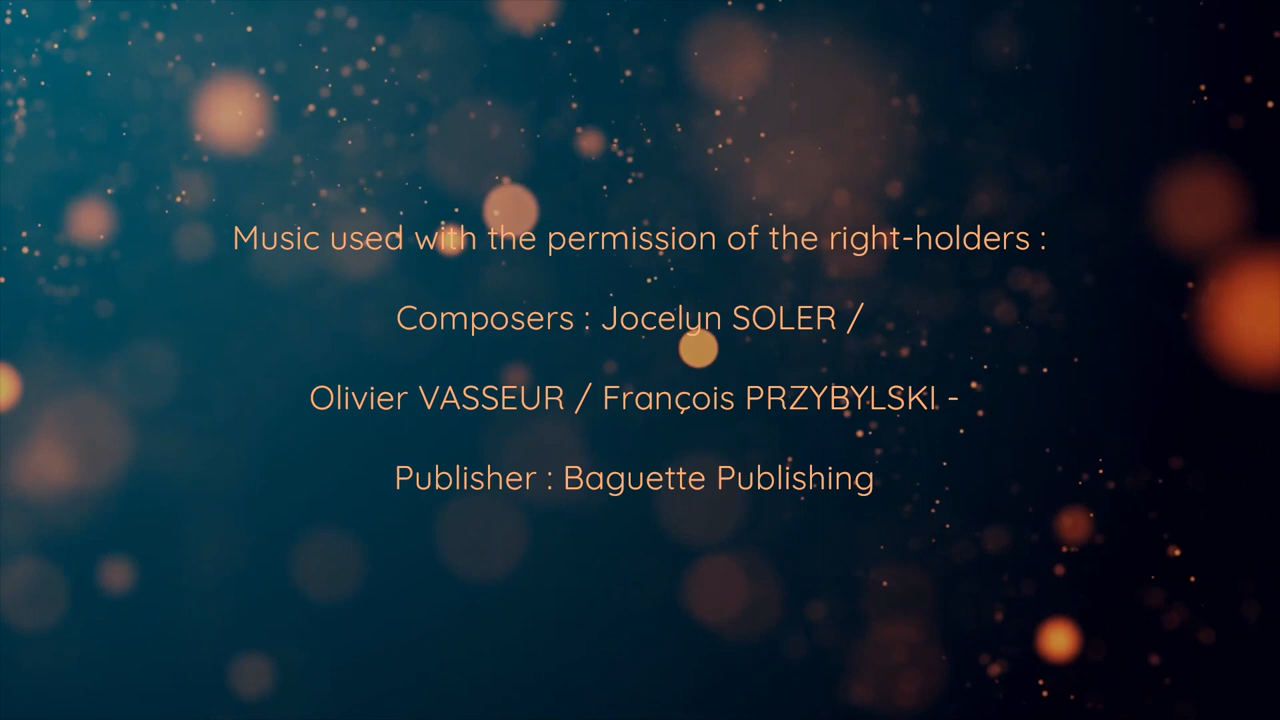 Music used with the permission of the right-holders :
Composers : Jocelyn SOLER /
Olivier VASSEUR / François PRZYBYLSKI -
Publisher : Baguette Publishing